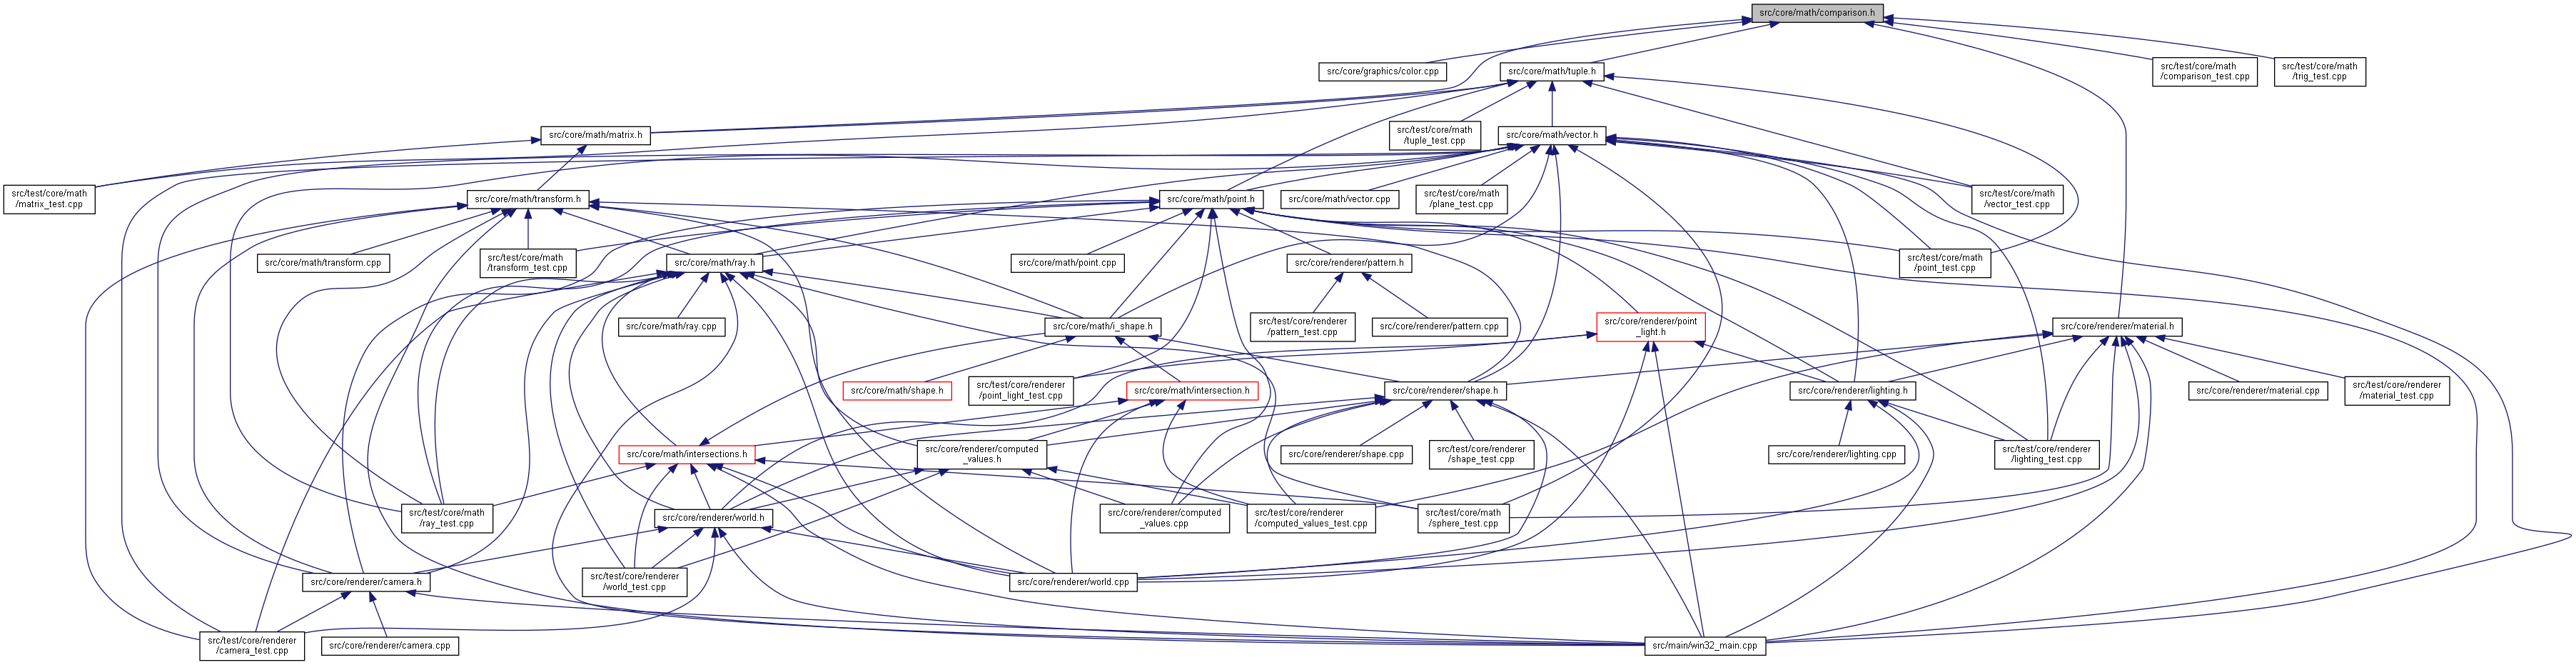 src/core/math/comparison.h
src/core/graphics/color.cpp
src/core/math/tuple.h
src/test/core/math
/comparison_test.cpp
src/test/core/math
/trig_test.cpp
src/core/math/matrix.h
src/test/core/math
/tuple_test.cpp
src/core/math/vector.h
src/test/core/math
/matrix_test.cpp
src/core/math/transform.h
src/core/math/point.h
src/core/math/vector.cpp
src/test/core/math
/plane_test.cpp
src/test/core/math
/vector_test.cpp
src/core/math/transform.cpp
src/test/core/math
/transform_test.cpp
src/core/math/ray.h
src/core/math/point.cpp
src/core/renderer/pattern.h
src/test/core/math
/point_test.cpp
src/core/math/ray.cpp
src/core/math/i_shape.h
src/test/core/renderer
/pattern_test.cpp
src/core/renderer/pattern.cpp
src/core/renderer/point
_light.h
src/core/renderer/material.h
src/core/math/shape.h
src/test/core/renderer
/point_light_test.cpp
src/core/math/intersection.h
src/core/renderer/shape.h
src/core/renderer/lighting.h
src/core/renderer/material.cpp
src/test/core/renderer
/material_test.cpp
src/core/math/intersections.h
src/core/renderer/computed
_values.h
src/core/renderer/shape.cpp
src/test/core/renderer
/shape_test.cpp
src/core/renderer/lighting.cpp
src/test/core/renderer
/lighting_test.cpp
src/test/core/math
/ray_test.cpp
src/core/renderer/world.h
src/core/renderer/computed
_values.cpp
src/test/core/renderer
/computed_values_test.cpp
src/test/core/math
/sphere_test.cpp
src/core/renderer/camera.h
src/test/core/renderer
/world_test.cpp
src/core/renderer/world.cpp
src/test/core/renderer
/camera_test.cpp
src/core/renderer/camera.cpp
src/main/win32_main.cpp